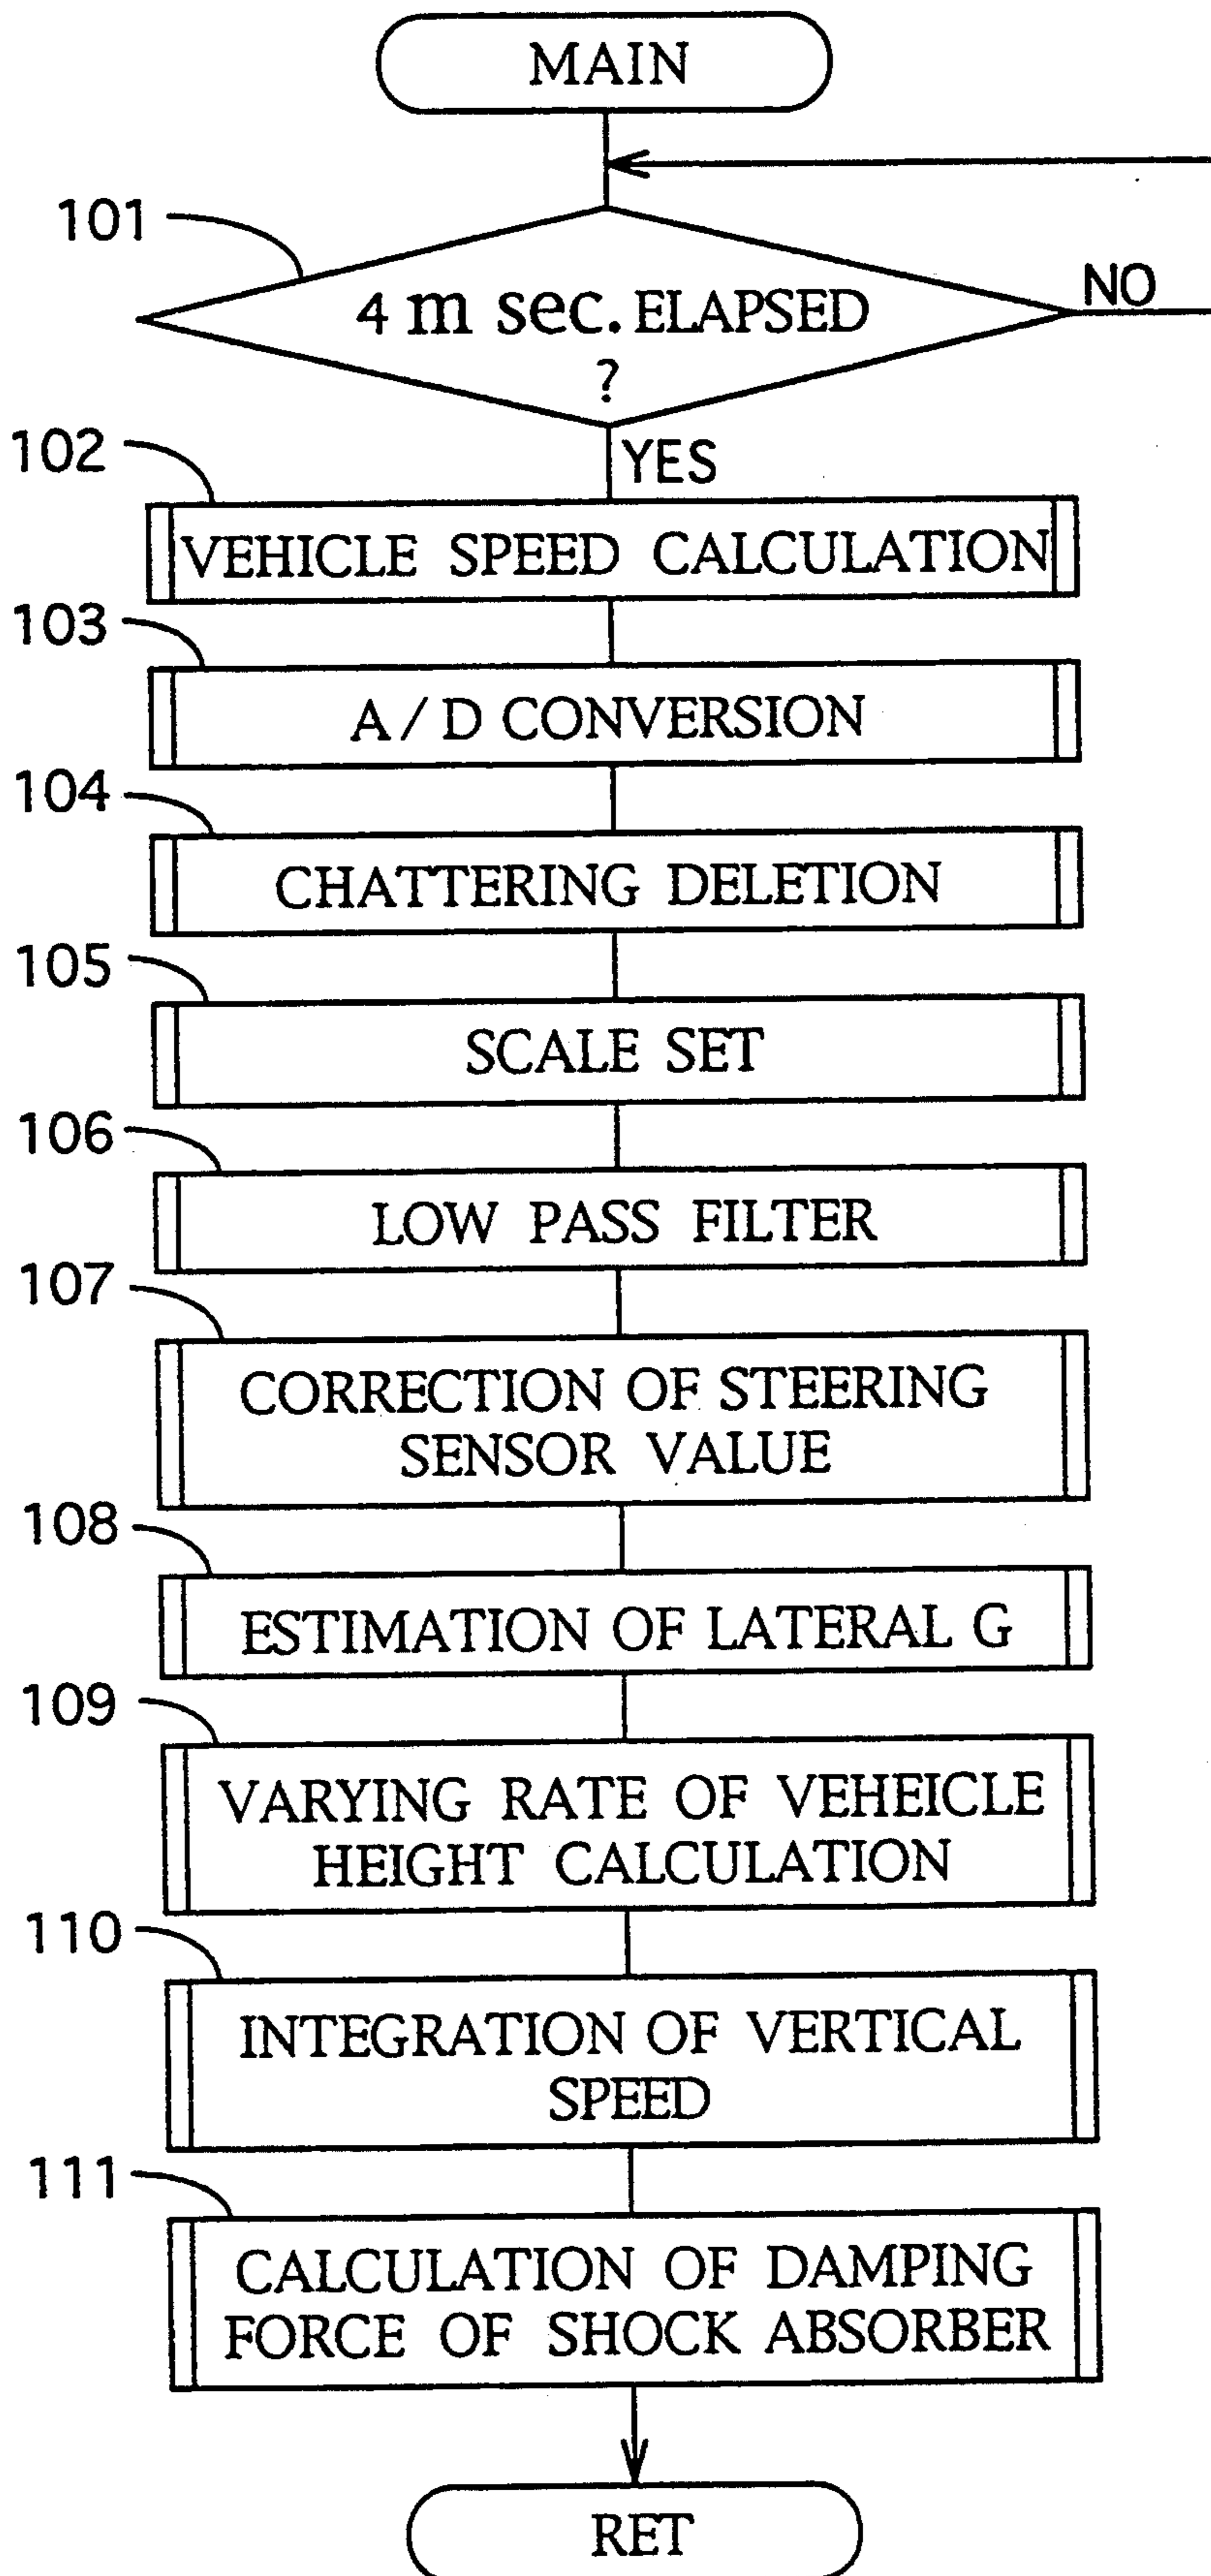 MAIN
101
4 m sec. ELAPSED
?
NO
YES
102
VEHICLE SPEED CALCULATION
103
A / D CONVERSION
104
CHATTERING DELETION
105
SCALE SET
106
LOW PASS FILTER
107
CORRECTION OF STEERING
SENSOR VALUE
108
ESTIMATION OF LATERAL G
109
VARYING RATE OF VEHEICLE
HEIGHT CALCULATION
110
INTEGRATION OF VERTICAL
SPEED
111
CALCULATION OF DAMPING
FORCE OF SHOCK ABSORBER
RET